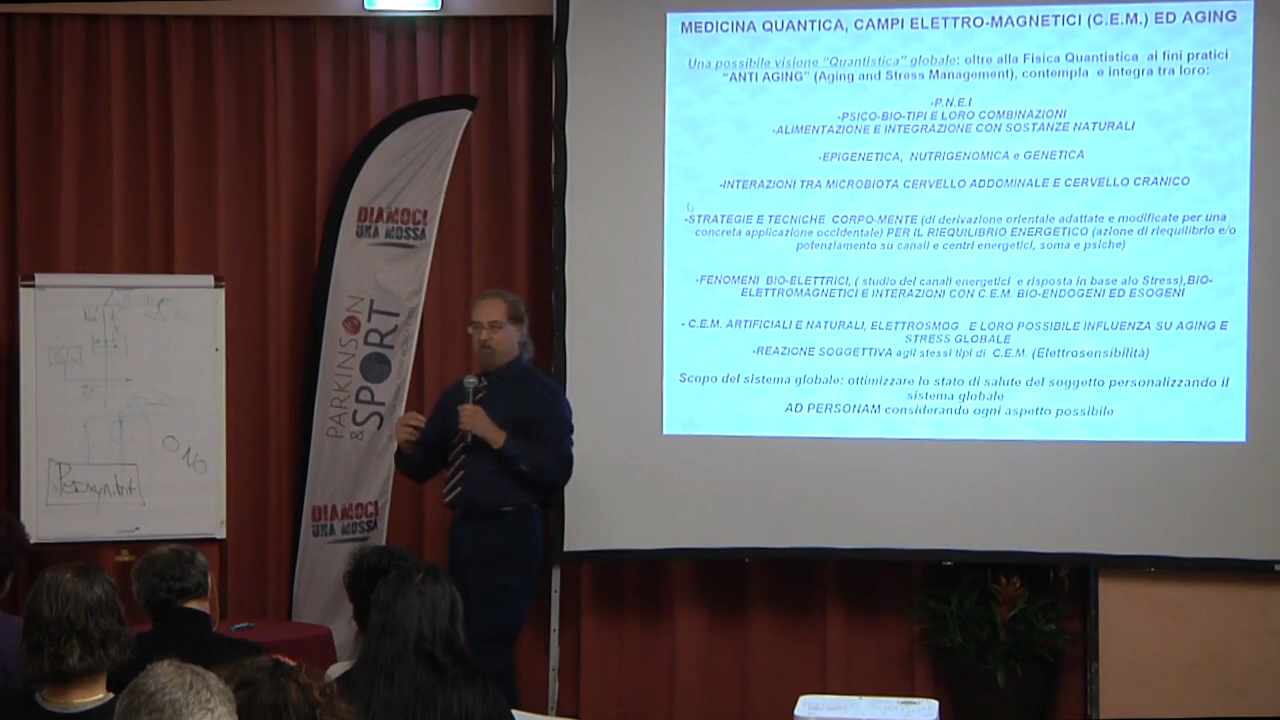 MEDICINA QUANTICA, CAMPI ELETTRO-MAGNETICI (C.E.M.) ED AGING
Una possibile visione "Quantistica" globale: oltre alla Fisica Quantistica ai fini pratici
"ANTI AGING" (Aging and Stress Management), contempla e integra tra loro:
-P.N.E.I
-PSICO-BIO-TIPI E LORO COMBINAZIONI
-ALIMENTAZIONE E INTEGRAZIONE CON SOSTANZE NATURALI
-EPIGENETICA, NUTRIGENOMICA e GENETICA
-INTERAZIONI TRA MICROBIOTA CERVELLO ADDOMINALE E CERVELLO CRANICO
-STRATEGIE E TECNICHE CORPO-MENTE (di derivazione orientale adattate e modificate per una
concreta applicazione occidentale) PER IL RIEQUILIBRIO ENERGETICO (azione di riequilibrio e/o
potenziamento su canali e centri energetici, soma e psiche)
-FENOMENI BIO-ELETTRICI, ( studio dei canali energetici e risposta in base alo Stress),BIO-
ELETTROMAGNETICI E INTERAZIONI CON C.E.M. BIO-ENDOGENI ED ESOGENI
- C.E.M. ARTIFICIALI E NATURALI, ELETTROSMOG E LORO POSSIBILE INFLUENZA SU AGING E
STRESS GLOBALE
-REAZIONE SOGGETTIVA agli stessi tipi di C.E.M. (Elettrosensibilità)
Scopo del sistema globale: ottimizzare lo stato di salute del soggetto personalizzando il
sistema globale
AD PERSONAM considerando ogni aspetto possibile
DIAMOCI
UNA MOSSA
PARKINSON
&SPORT
DIAMOCI
UNA MOSSA